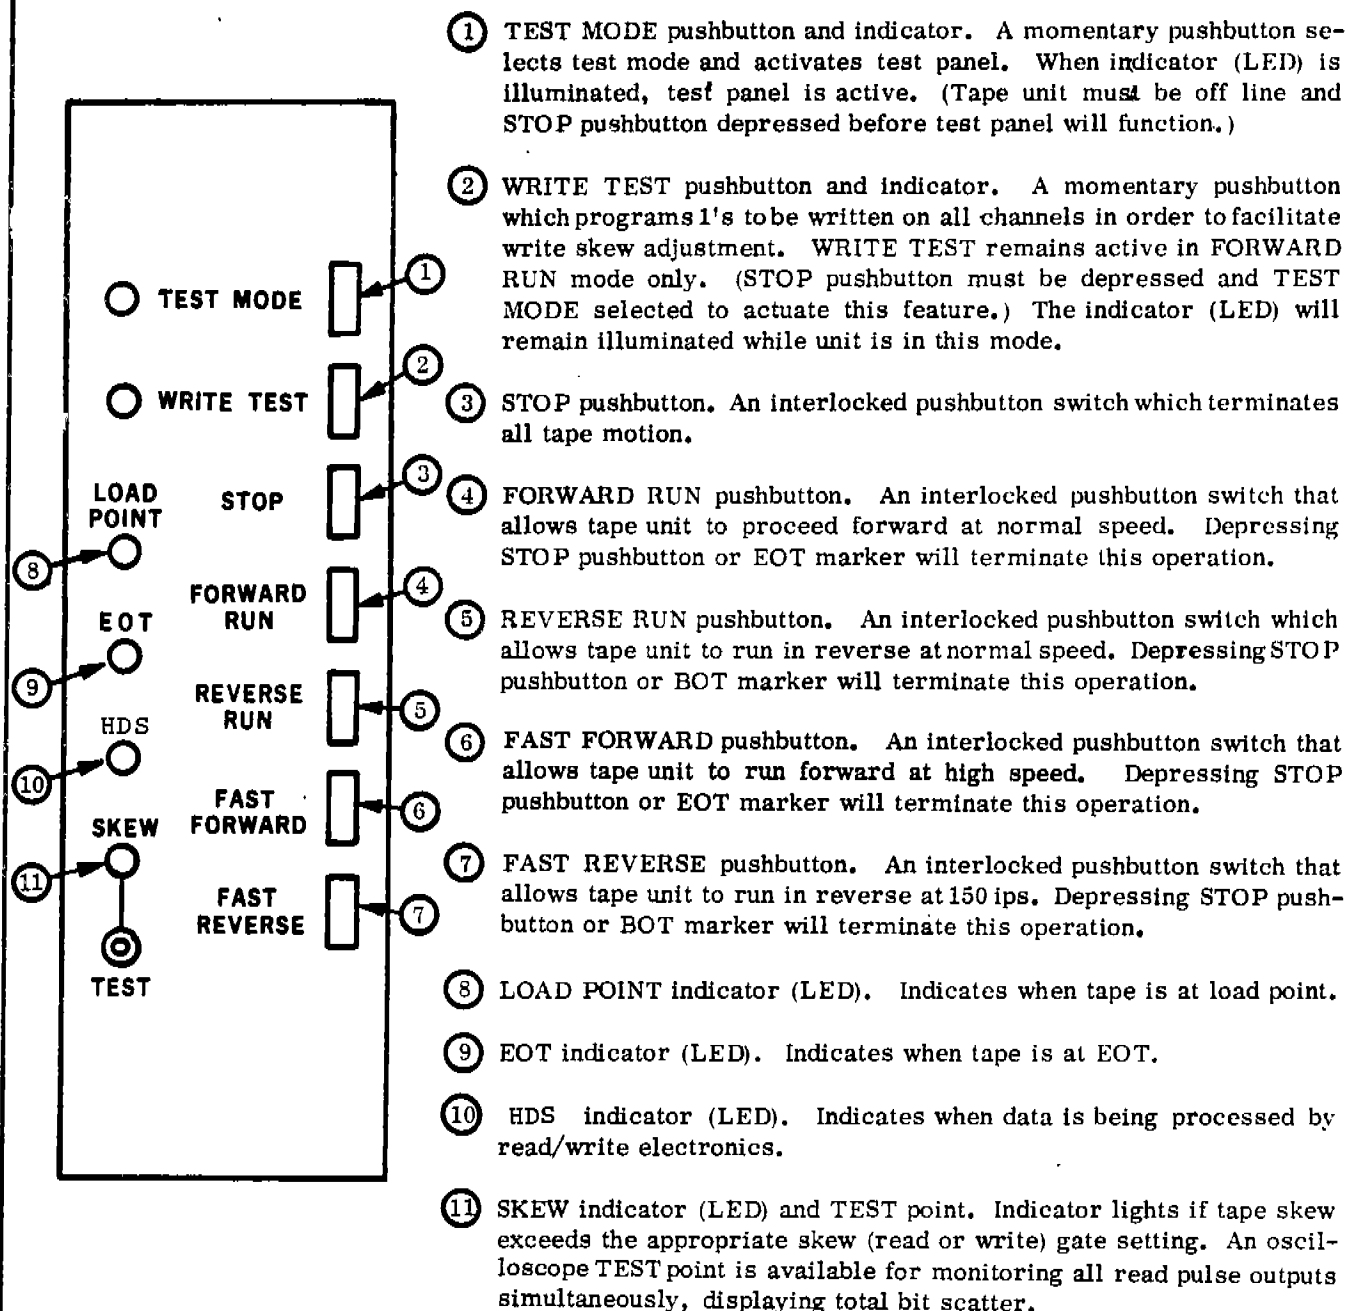 TEST MODE
WRITE TEST
LOAD
POINT
STOP
FORWARD
RUN
EOT
REVERSE
RUN
HDS
FAST
FORWARD
SKEW
FAST
REVERSE
TEST
1
2
3
4
5
6
7
8
9
10
11
1 TEST MODE pushbutton and indicator. A momentary pushbutton se-
lects test mode and activates test panel. When indicator (LED) is
illuminated, test panel is active. (Tape unit must be off line and
STOP pushbutton depressed before test panel will function.)
2 WRITE TEST pushbutton and indicator. A momentary pushbutton
which programs 1's to be written on all channels in order to facilitate
write skew adjustment. WRITE TEST remains active in FORWARD
RUN mode only. (STOP pushbutton must be depressed and TEST
MODE selected to actuate this feature.) The indicator (LED) will
remain illuminated while unit is in this mode.
3 STOP pushbutton. An interlocked pushbutton switch which terminates
all tape motion.
4 FORWARD RUN pushbutton. An interlocked pushbutton switch that
allows tape unit to proceed forward at normal speed. Depressing
STOP pushbutton or EOT marker will terminate this operation.
5 REVERSE RUN pushbutton. An interlocked pushbutton switch which
allows tape unit to run in reverse at normal speed. Depressing STOP
pushbutton or BOT marker will terminate this operation.
6 FAST FORWARD pushbutton. An interlocked pushbutton switch that
allows tape unit to run forward at high speed. Depressing STOP
pushbutton or EOT marker will terminate this operation.
7 FAST REVERSE pushbutton. An interlocked pushbutton switch that
allows tape unit to run in reverse at 150 ips. Depressing STOP push-
button or BOT marker will terminate this operation.
8 LOAD POINT indicator (LED). Indicates when tape is at load point.
9 EOT indicator (LED). Indicates when tape is at EOT.
10 HDS indicator (LED). Indicates when data is being processed by
read/write electronics.
11 SKEW indicator (LED) and TEST point. Indicator lights if tape skew
exceeds the appropriate skew (read or write) gate setting. An oscil-
loscope TEST point is available for monitoring all read pulse outputs
simultaneously, displaying total bit scatter.